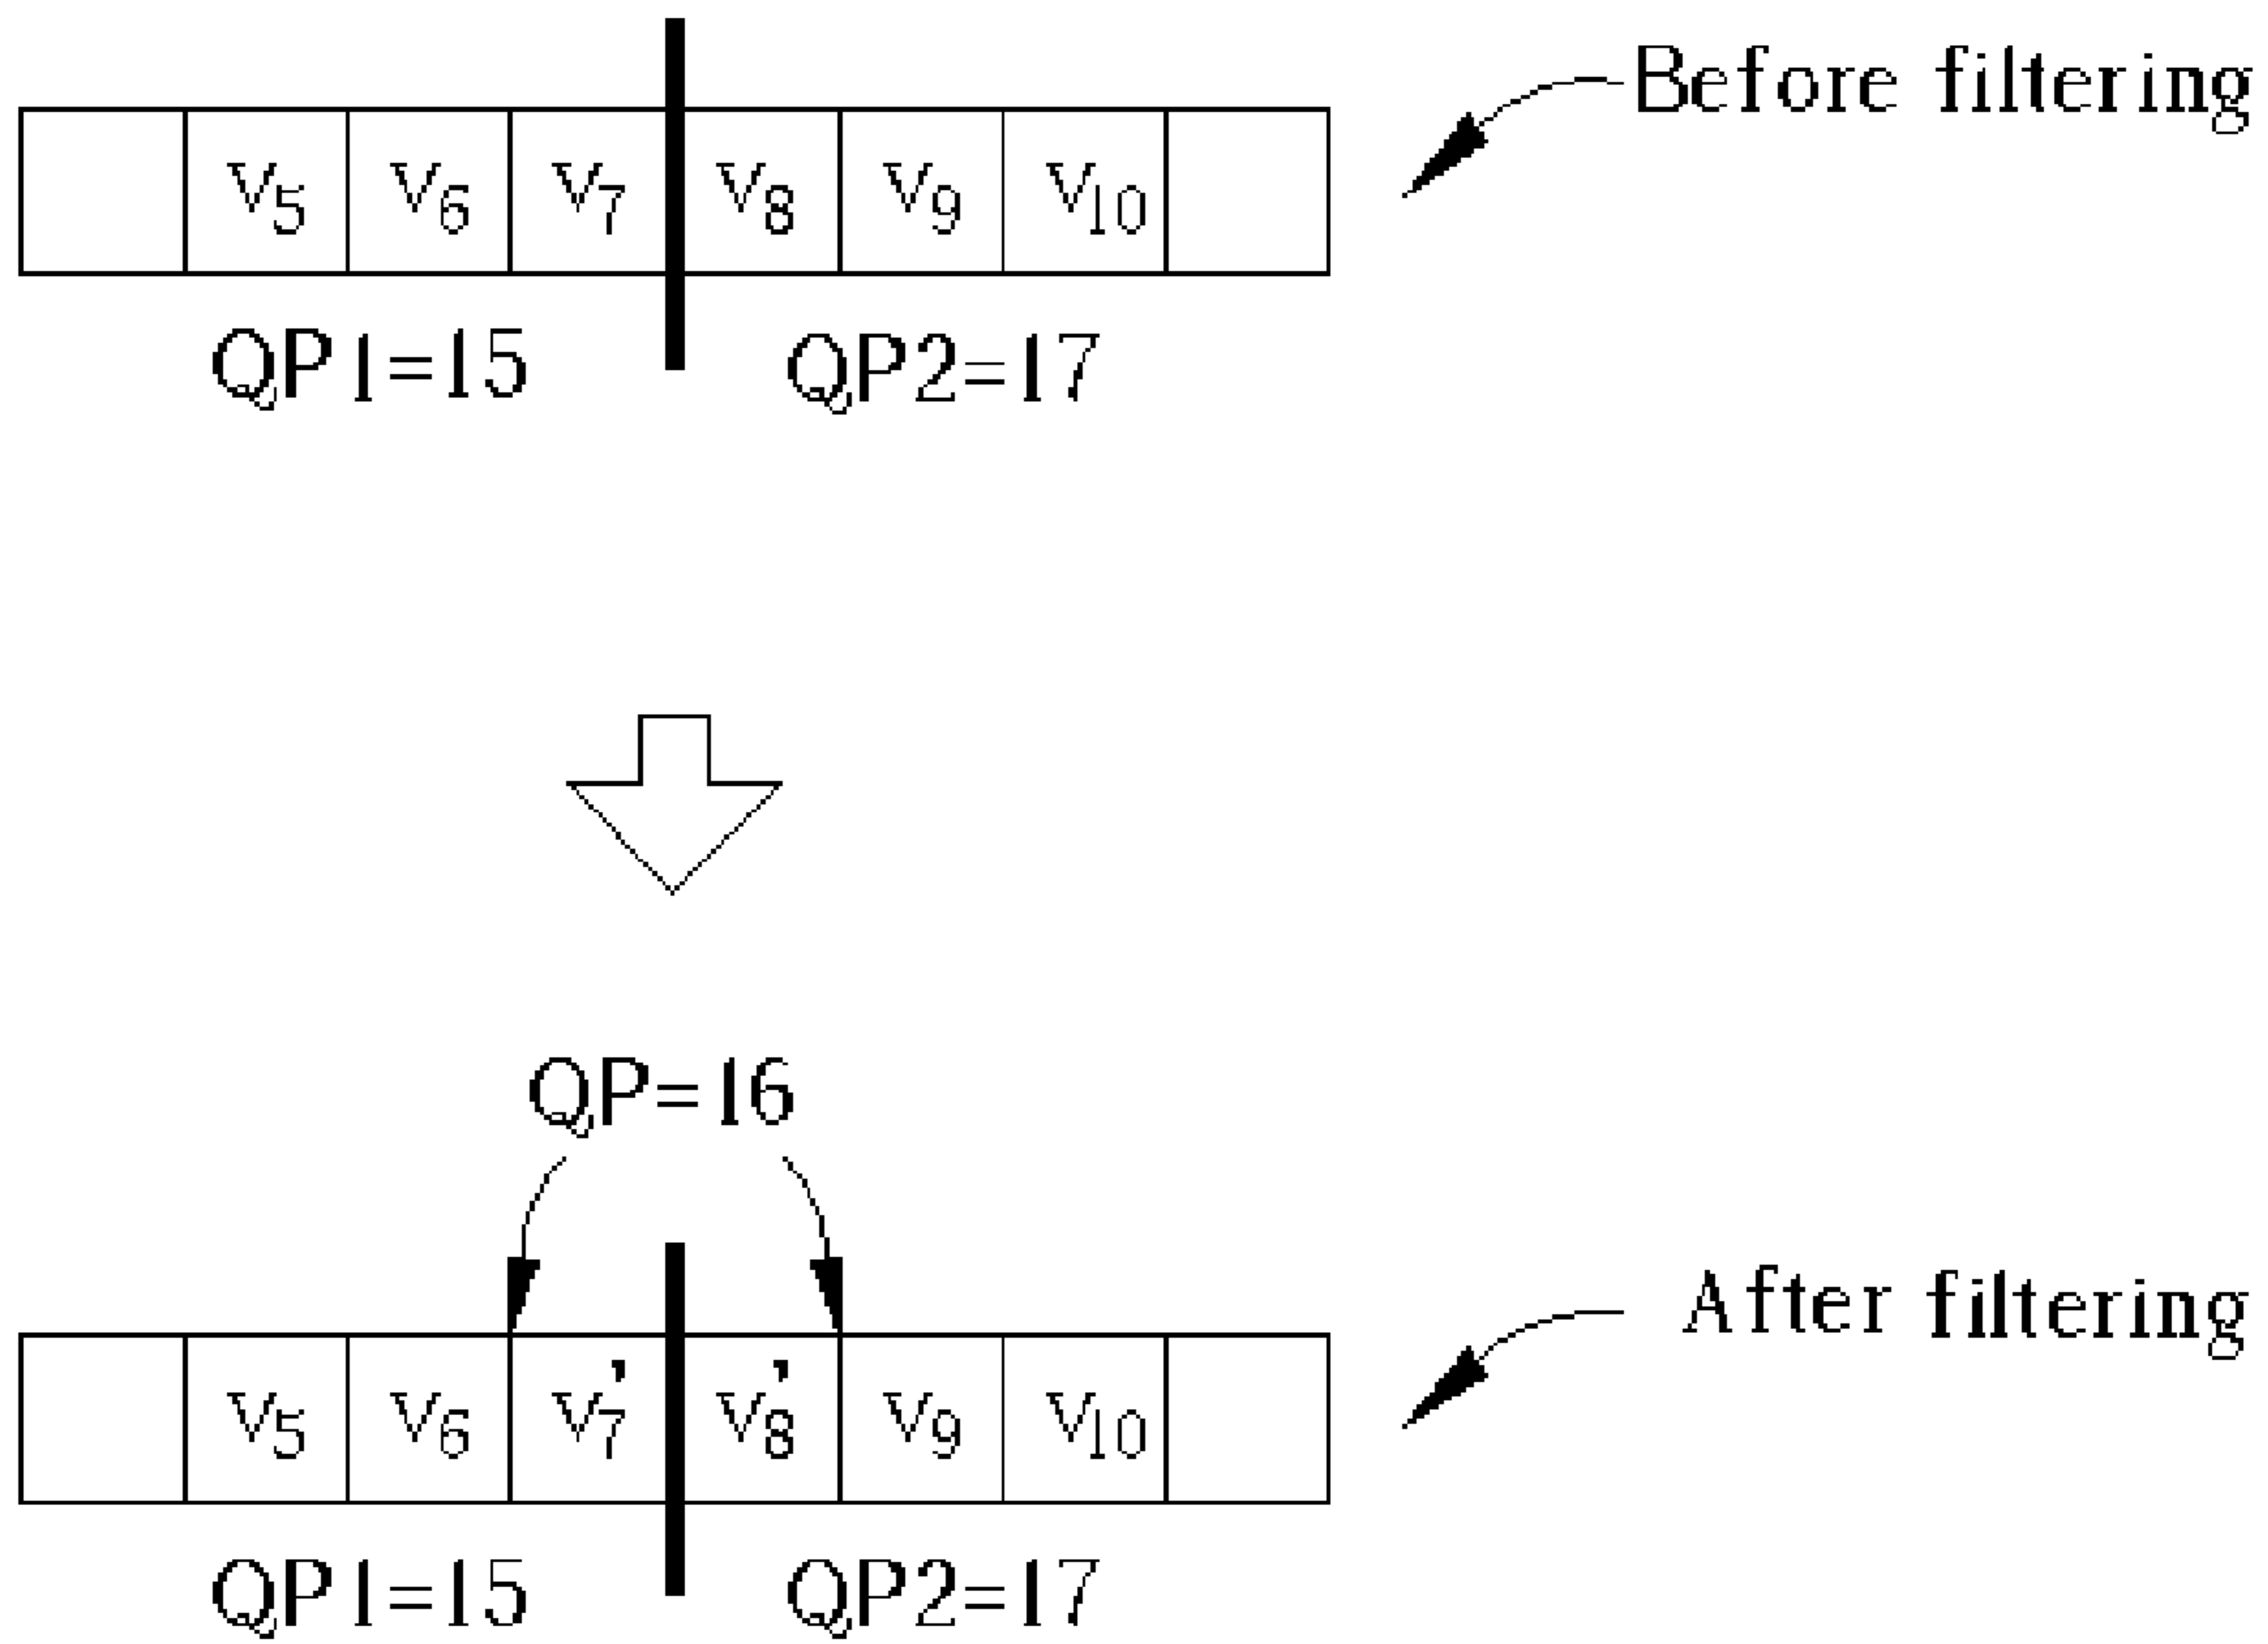 Before filtering
v5 v6 v7 v8 v9 v10
QP1=15 QP2=17
QP=16
After filtering
v5 v6 v7' v8' v9 v10
QP1=15 QP2=17